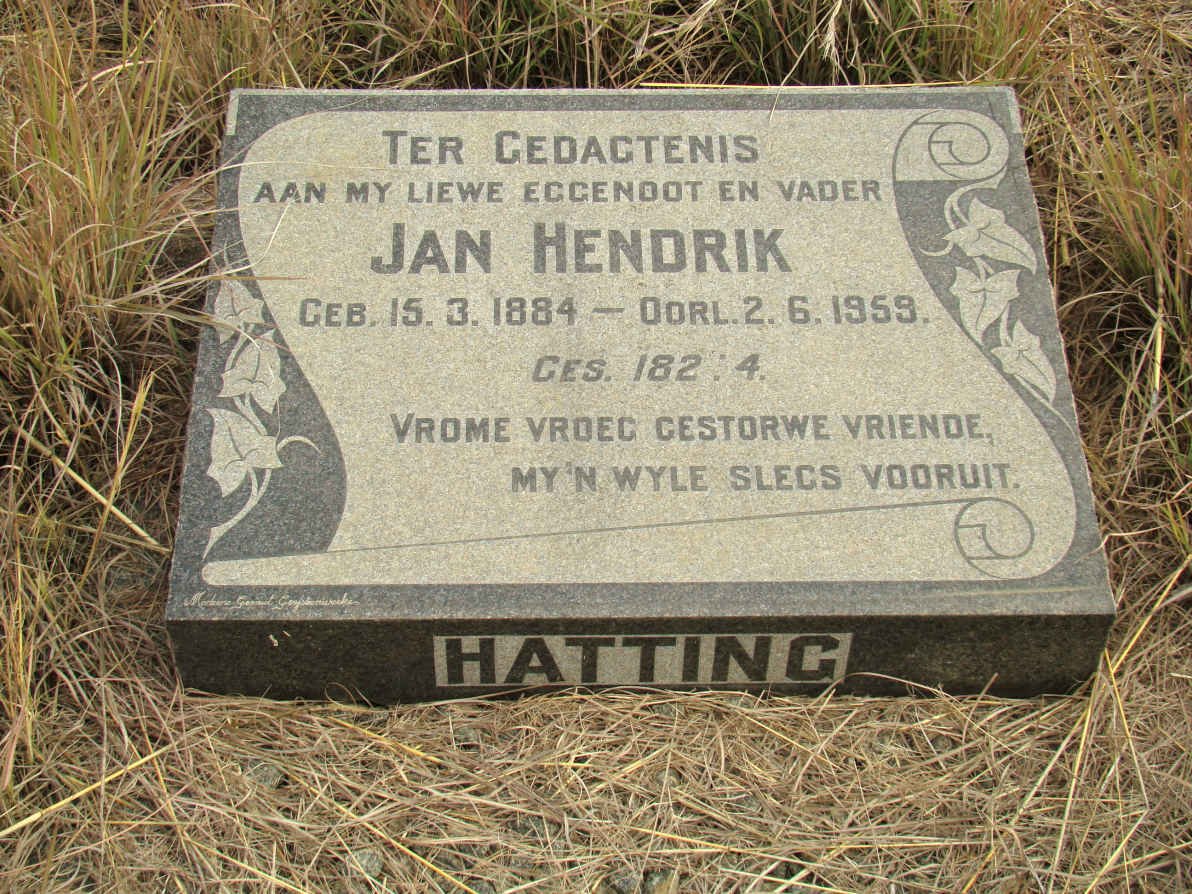 TER GEDAGTENIS
AAN MY LIEWE EGGENOOT EN VADER
JAN HENDRIK
GEB. 15. 3. 1884 — OORL. 2. 6. 1959.
GES. 182 : 4.
VROME VROEG GESTORWE VRIENDE,
MY 'N WYLE SLEGS VOORUIT.
HATTING